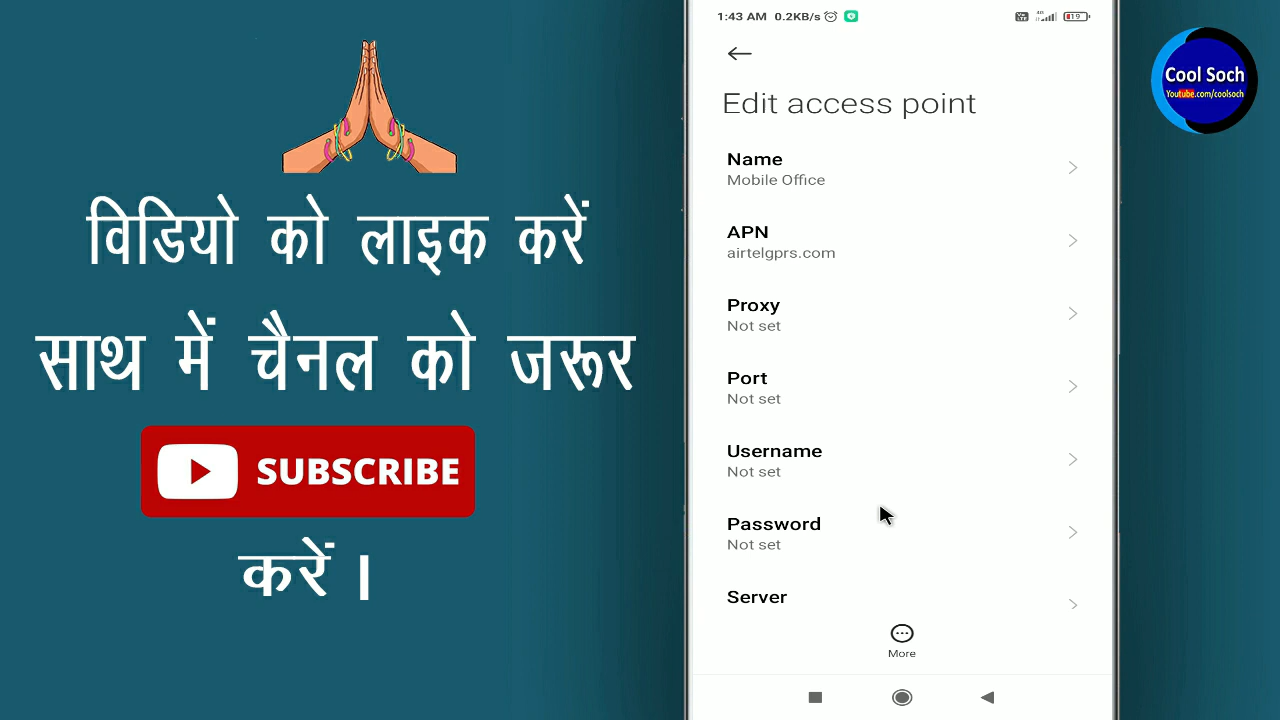 विडियो को लाइक करें
साथ में चैनल को जरूर
SUBSCRIBE
करें ।
1:43 AM 0.2KB/s
4G
19
Edit access point
Name
Mobile Office
APN
airtelgprs.com
Proxy
Not set
Port
Not set
Username
Not set
Password
Not set
Server
More
Cool Soch
Youtube.com/coolsoch